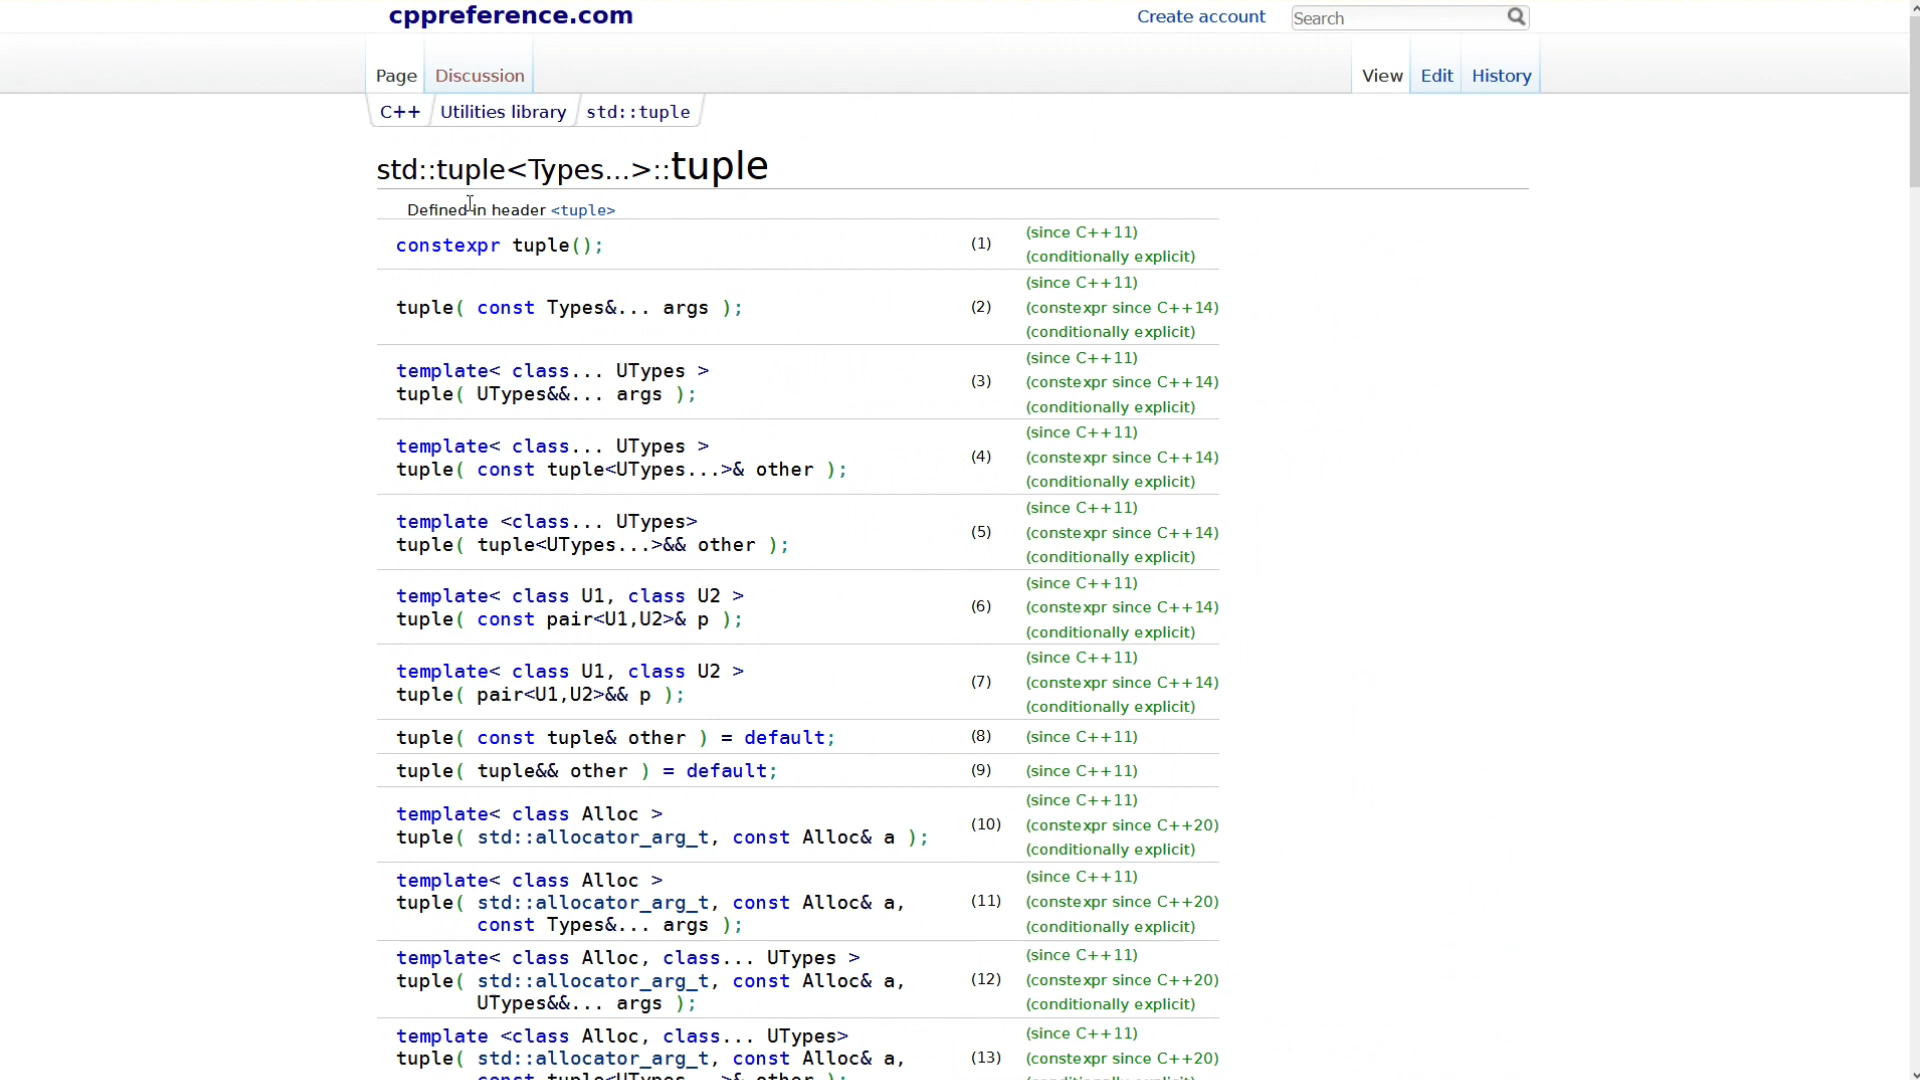 cppreference.com
Create account
Search
Page
Discussion
View
Edit
History
C++
Utilities library
std::tuple
std::tuple<Types...>::tuple
Defined in header <tuple>
constexpr tuple();
(1)
(since C++11)
(conditionally explicit)
tuple( const Types&... args );
(2)
(since C++11)
(constexpr since C++14)
(conditionally explicit)
template< class... UTypes >
tuple( UTypes&&... args );
(3)
(since C++11)
(constexpr since C++14)
(conditionally explicit)
template< class... UTypes >
tuple( const tuple<UTypes...>& other );
(4)
(since C++11)
(constexpr since C++14)
(conditionally explicit)
template <class... UTypes>
tuple( tuple<UTypes...>&& other );
(5)
(since C++11)
(constexpr since C++14)
(conditionally explicit)
template< class U1, class U2 >
tuple( const pair<U1,U2>& p );
(6)
(since C++11)
(constexpr since C++14)
(conditionally explicit)
template< class U1, class U2 >
tuple( pair<U1,U2>&& p );
(7)
(since C++11)
(constexpr since C++14)
(conditionally explicit)
tuple( const tuple& other ) = default;
(8)
(since C++11)
tuple( tuple&& other ) = default;
(9)
(since C++11)
template< class Alloc >
tuple( std::allocator_arg_t, const Alloc& a );
(10)
(since C++11)
(constexpr since C++20)
(conditionally explicit)
template< class Alloc >
tuple( std::allocator_arg_t, const Alloc& a,
const Types&... args );
(11)
(since C++11)
(constexpr since C++20)
(conditionally explicit)
template< class Alloc, class... UTypes >
tuple( std::allocator_arg_t, const Alloc& a,
UTypes&&... args );
(12)
(since C++11)
(constexpr since C++20)
(conditionally explicit)
template <class Alloc, class... UTypes>
tuple( std::allocator_arg_t, const Alloc& a,
const tuple<UTypes...>& other );
(13)
(since C++11)
(constexpr since C++20)